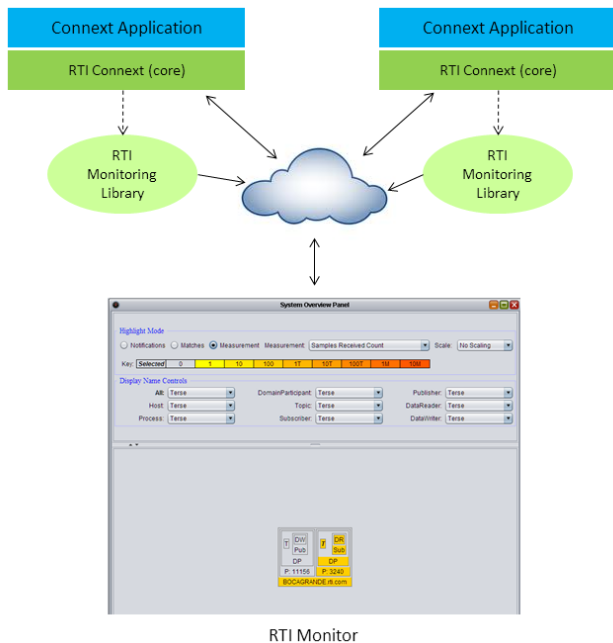 Connext Application
Connext Application
RTI Connext (core)
RTI Connext (core)
RTI
Monitoring
Library
RTI
Monitoring
Library
System Overview Panel
Highlight Mode
Notifications Matches Measurement Measurement: Samples Received Count Scale: No Scaling
Key: Selected 0 1 10 100 1T 10T 100T 1M 10M
Display Name Controls
All: Terse DomainParticipant: Terse Publisher: Terse
Host: Terse Topic: Terse DataReader: Terse
Process: Terse Subscriber: Terse DataWriter: Terse
T DW T DR
Pub Sub
DP DP
P: 11156 P: 3240
BOCAGRANDE.rti.com
RTI Monitor